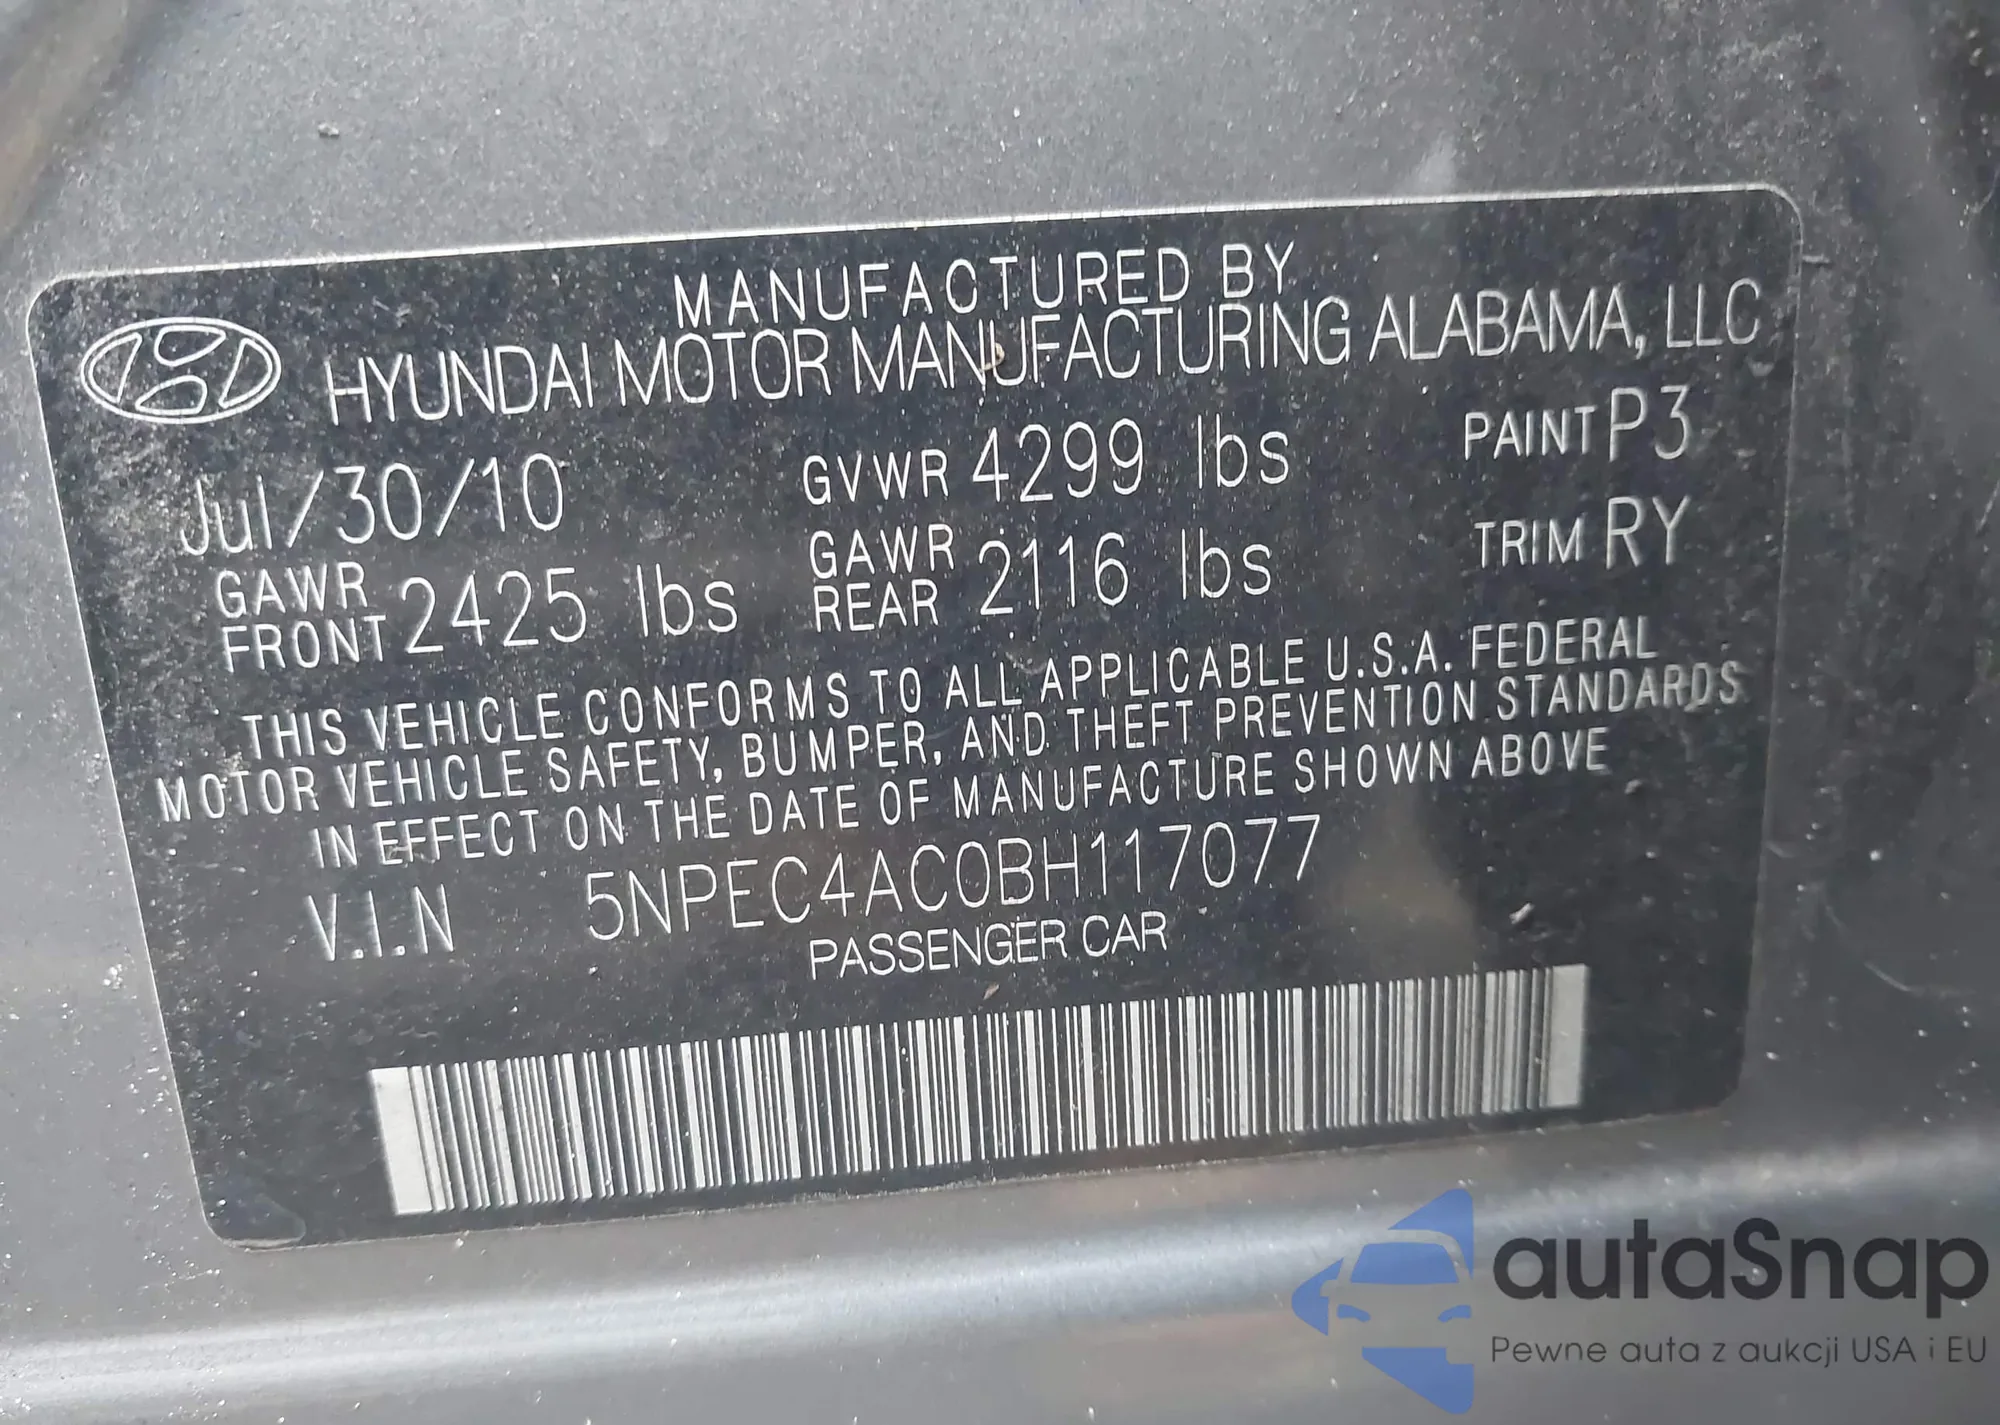 MANUFACTURED BY
HYUNDAI MOTOR MANUFACTURING ALABAMA, LLC
Jul/30/10 GVWR 4299 lbs PAINT P3
GAWR FRONT 2425 lbs GAWR REAR 2116 lbs TRIM RY
THIS VEHICLE CONFORMS TO ALL APPLICABLE U.S.A. FEDERAL
MOTOR VEHICLE SAFETY, BUMPER, AND THEFT PREVENTION STANDARDS
IN EFFECT ON THE DATE OF MANUFACTURE SHOWN ABOVE
V.I.N 5NPEC4AC0BH117077
PASSENGER CAR
autaSnap
Pewne auta z aukcji USA i EU